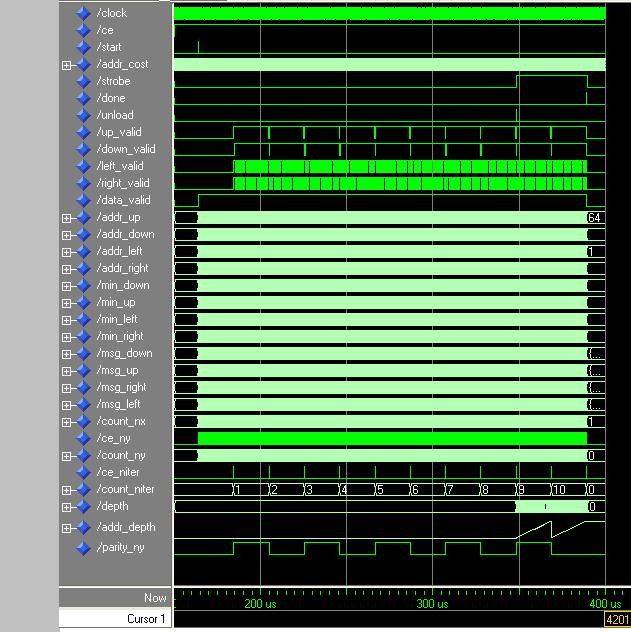 /clock
/ce
/start
/addr_cost
/strobe
/done
/unload
/up_valid
/down_valid
/left_valid
/right_valid
/data_valid
/addr_up 64
/addr_down
/addr_left 1
/addr_right
/min_down
/min_up
/min_left
/min_right
/msg_down {...
/msg_up {...
/msg_right {...
/msg_left {...
/count_nx 1
/ce_ny
/count_ny 0
/ce_niter
/count_niter 1 2 3 4 5 6 7 8 9 10 0
/depth 0
/addr_depth
/parity_ny
Now 200 us 300 us 400 us
Cursor 1 4201